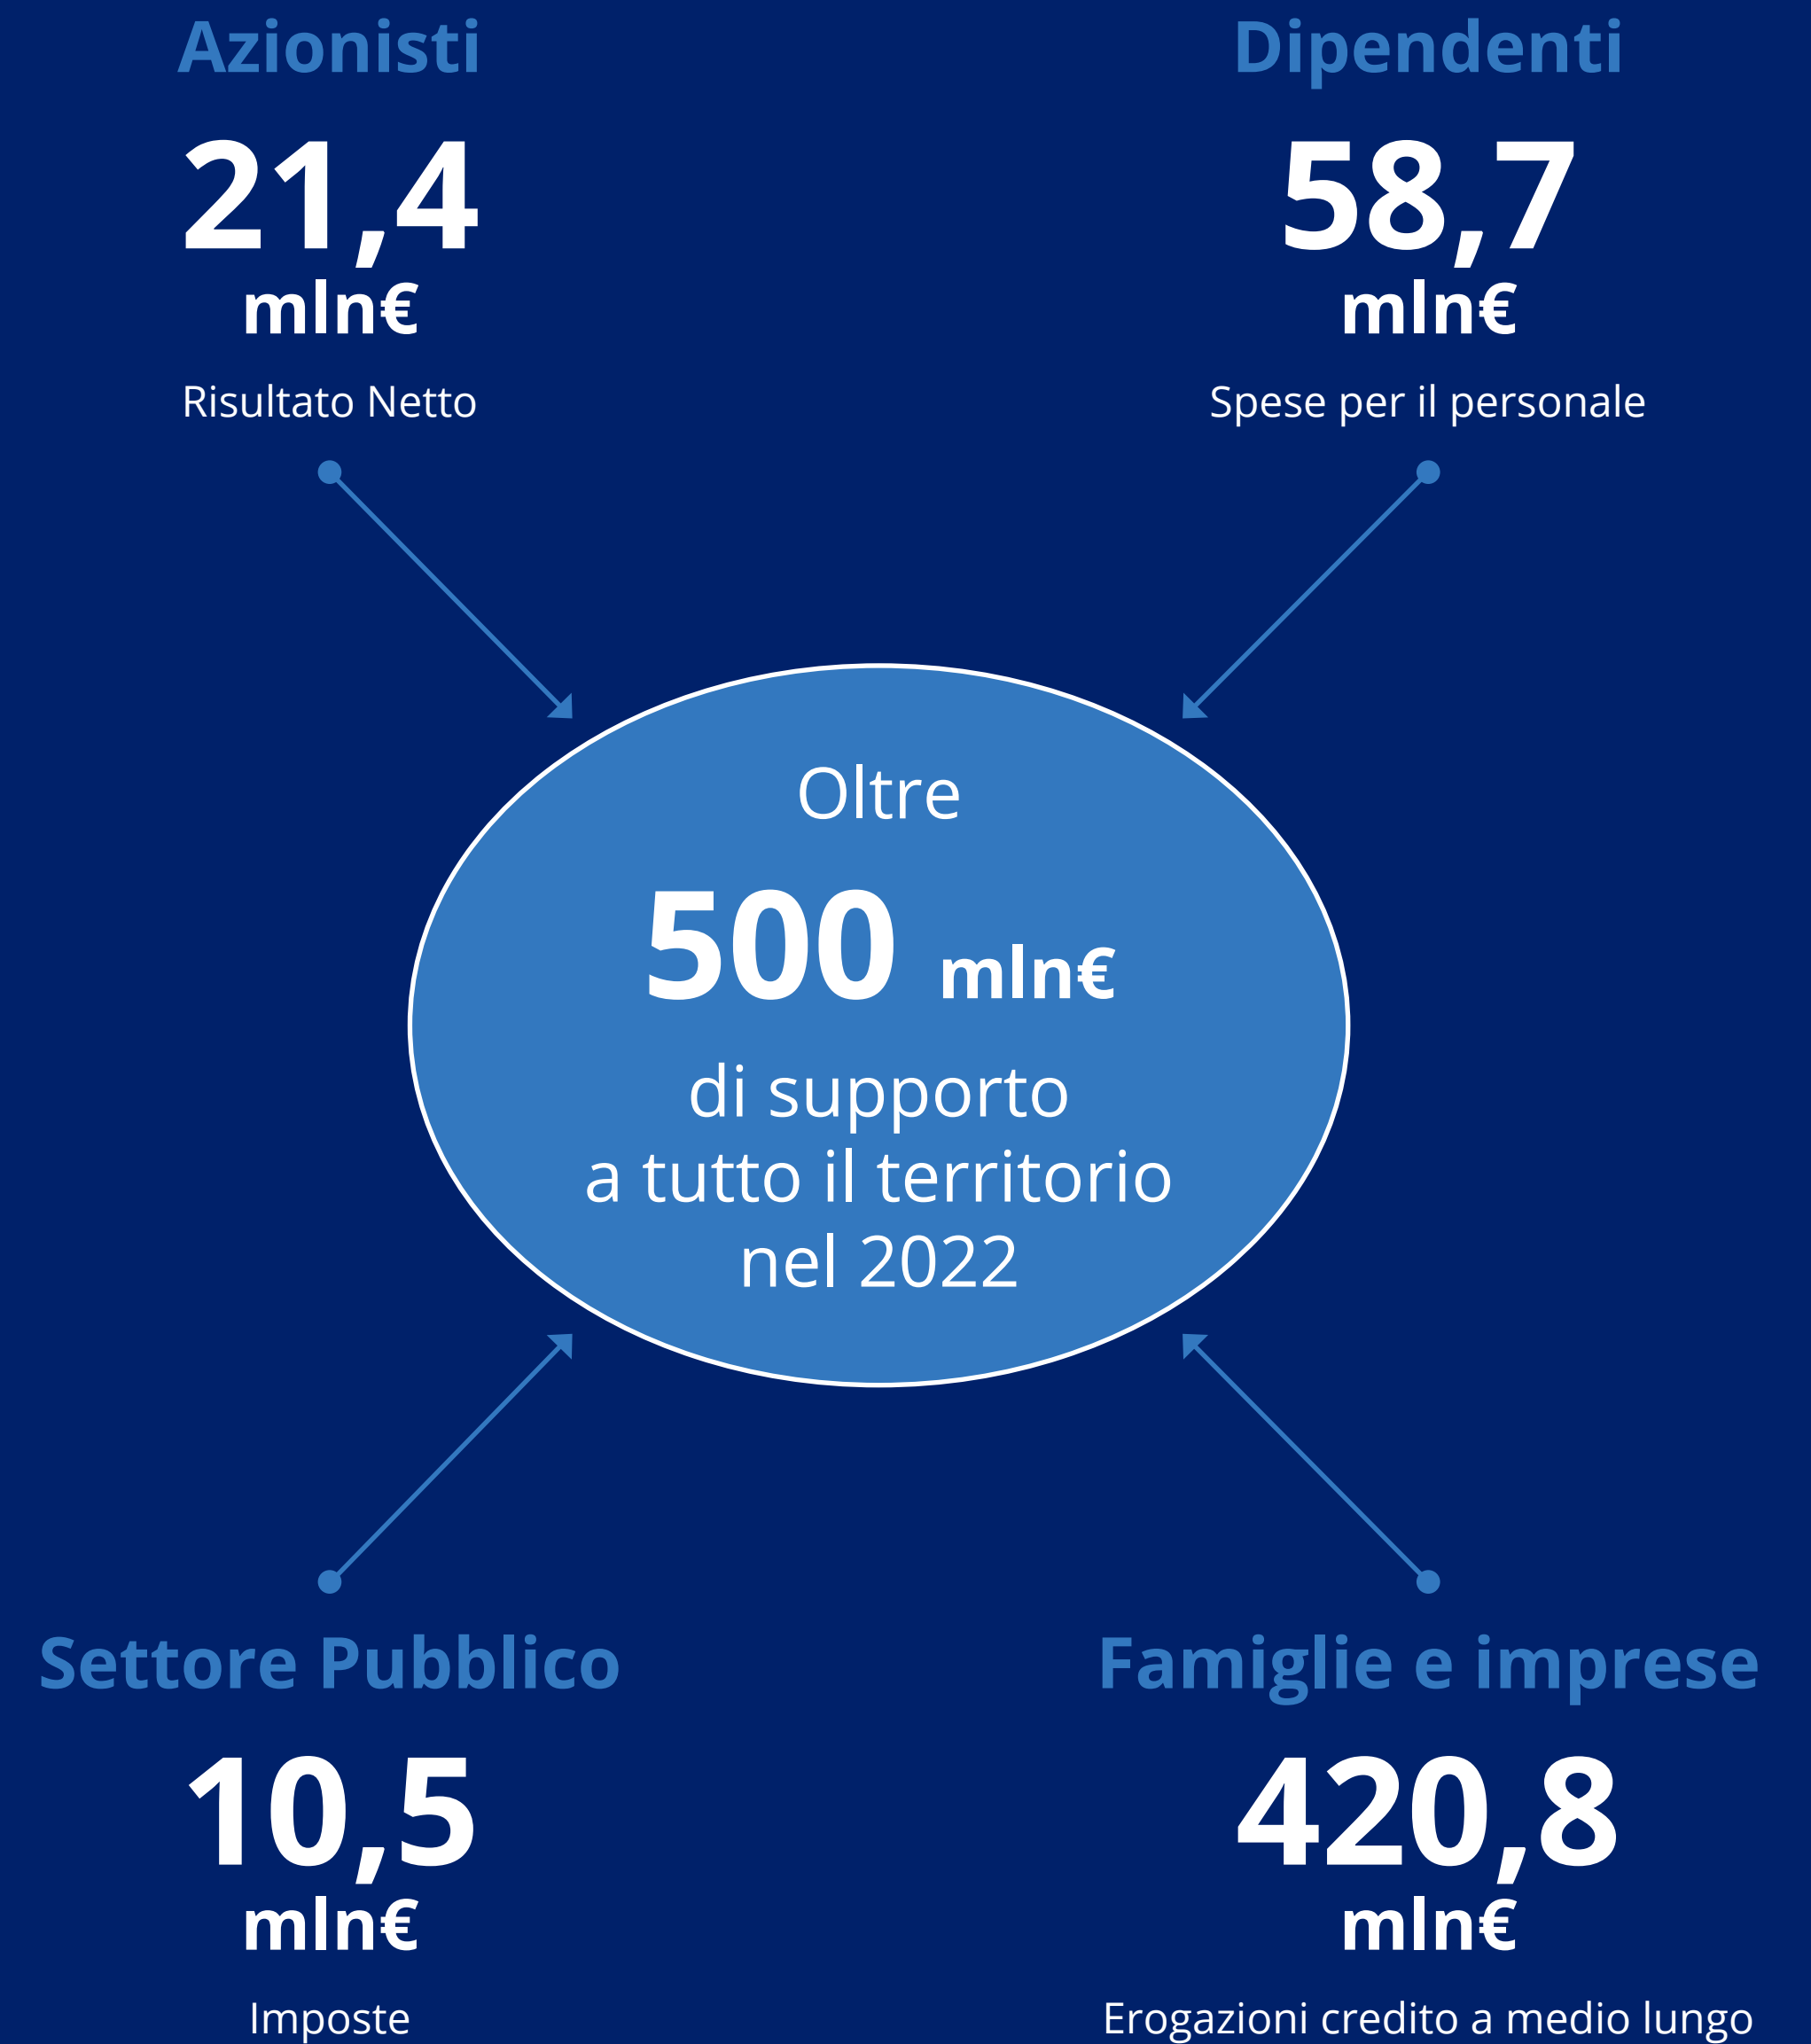 Azionisti
21,4
mln€
Risultato Netto
Dipendenti
58,7
mln€
Spese per il personale
Oltre
500 mln€
di supporto
a tutto il territorio
nel 2022
Settore Pubblico
10,5
mln€
Imposte
Famiglie e imprese
420,8
mln€
Erogazioni credito a medio lungo